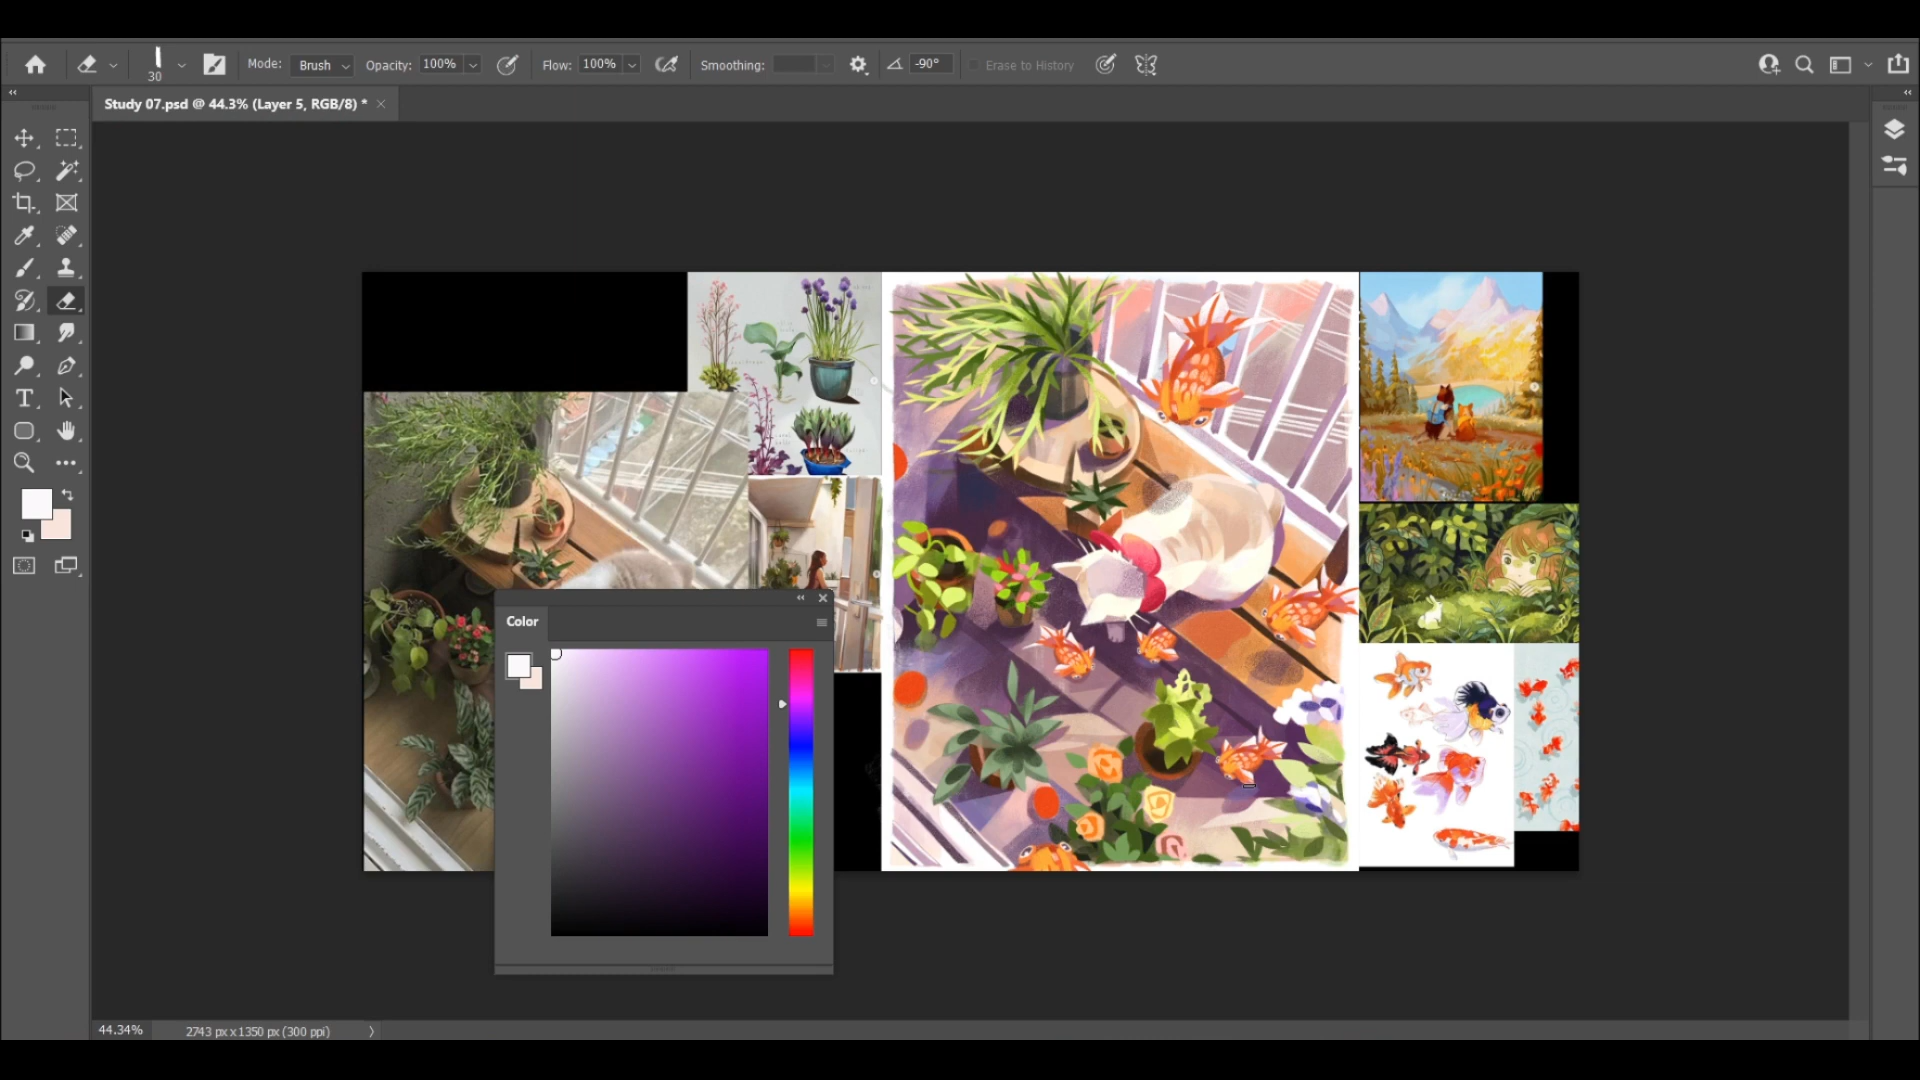 30
Mode: Brush Opacity: 100% Flow: 100% Smoothing: -90° Erase to History
Study 07.psd @ 44.3% (Layer 5, RGB/8) *
Color
44.34% 2743 px x 1350 px (300 ppi)